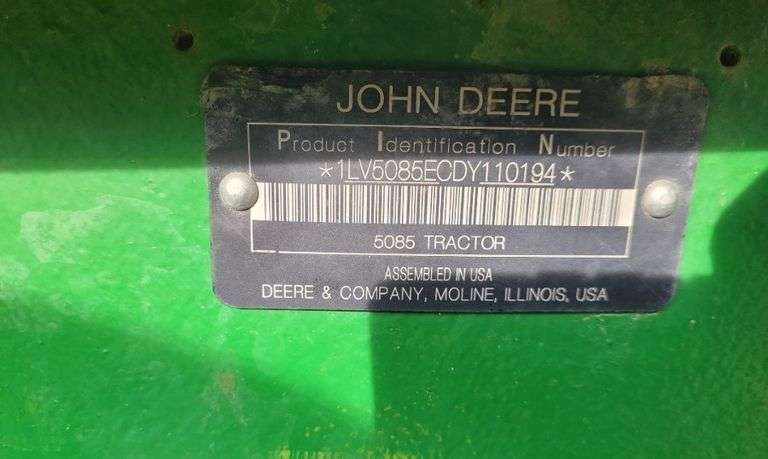 JOHN DEERE
Product Identification Number
*1LV5085ECDY110194*
5085 TRACTOR
ASSEMBLED IN USA
DEERE & COMPANY, MOLINE, ILLINOIS, USA